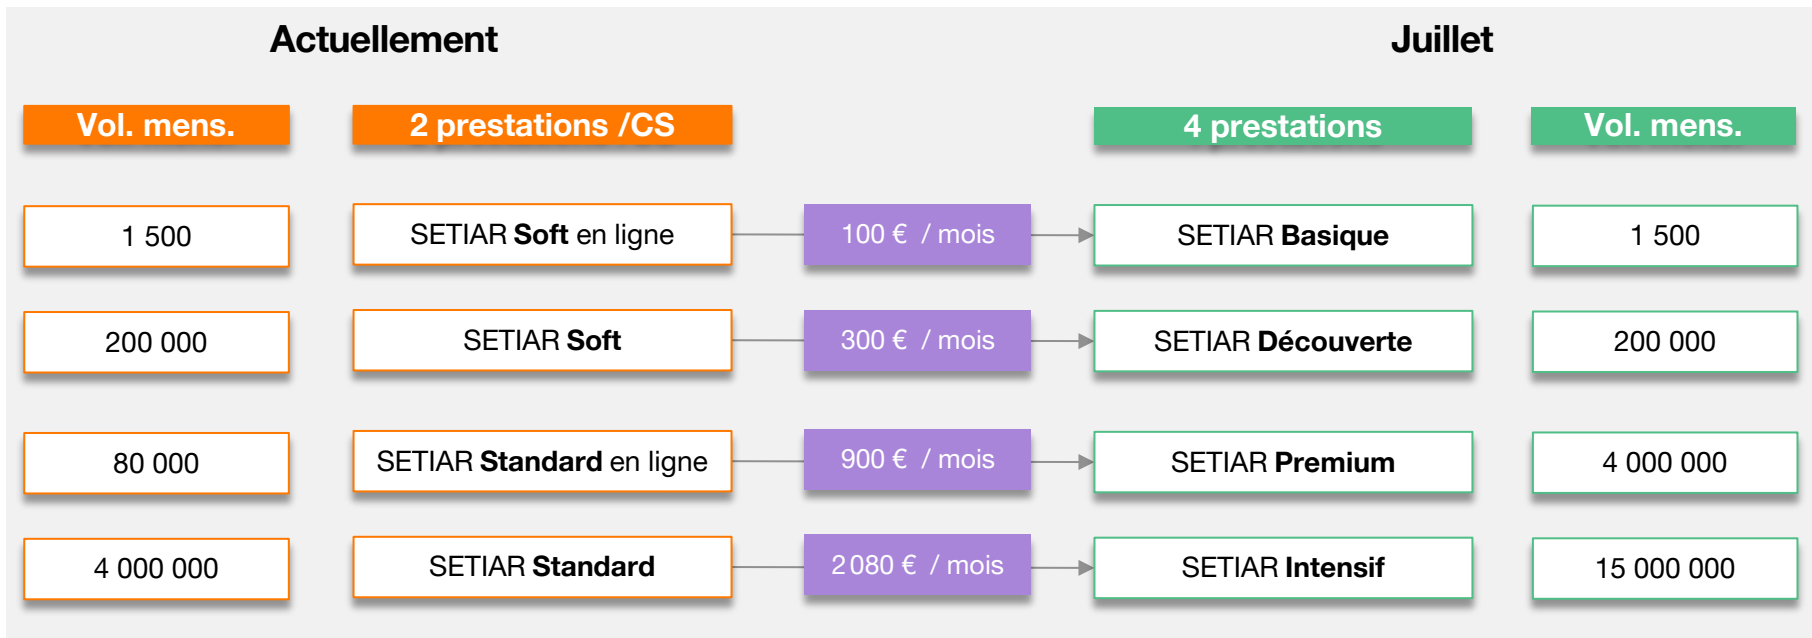 Actuellement
Juillet
Vol. mens.
2 prestations /CS
4 prestations
Vol. mens.
1 500
SETIAR Soft en ligne
100 € / mois
SETIAR Basique
1 500
200 000
SETIAR Soft
300 € / mois
SETIAR Découverte
200 000
80 000
SETIAR Standard en ligne
900 € / mois
SETIAR Premium
4 000 000
4 000 000
SETIAR Standard
2 080 € / mois
SETIAR Intensif
15 000 000